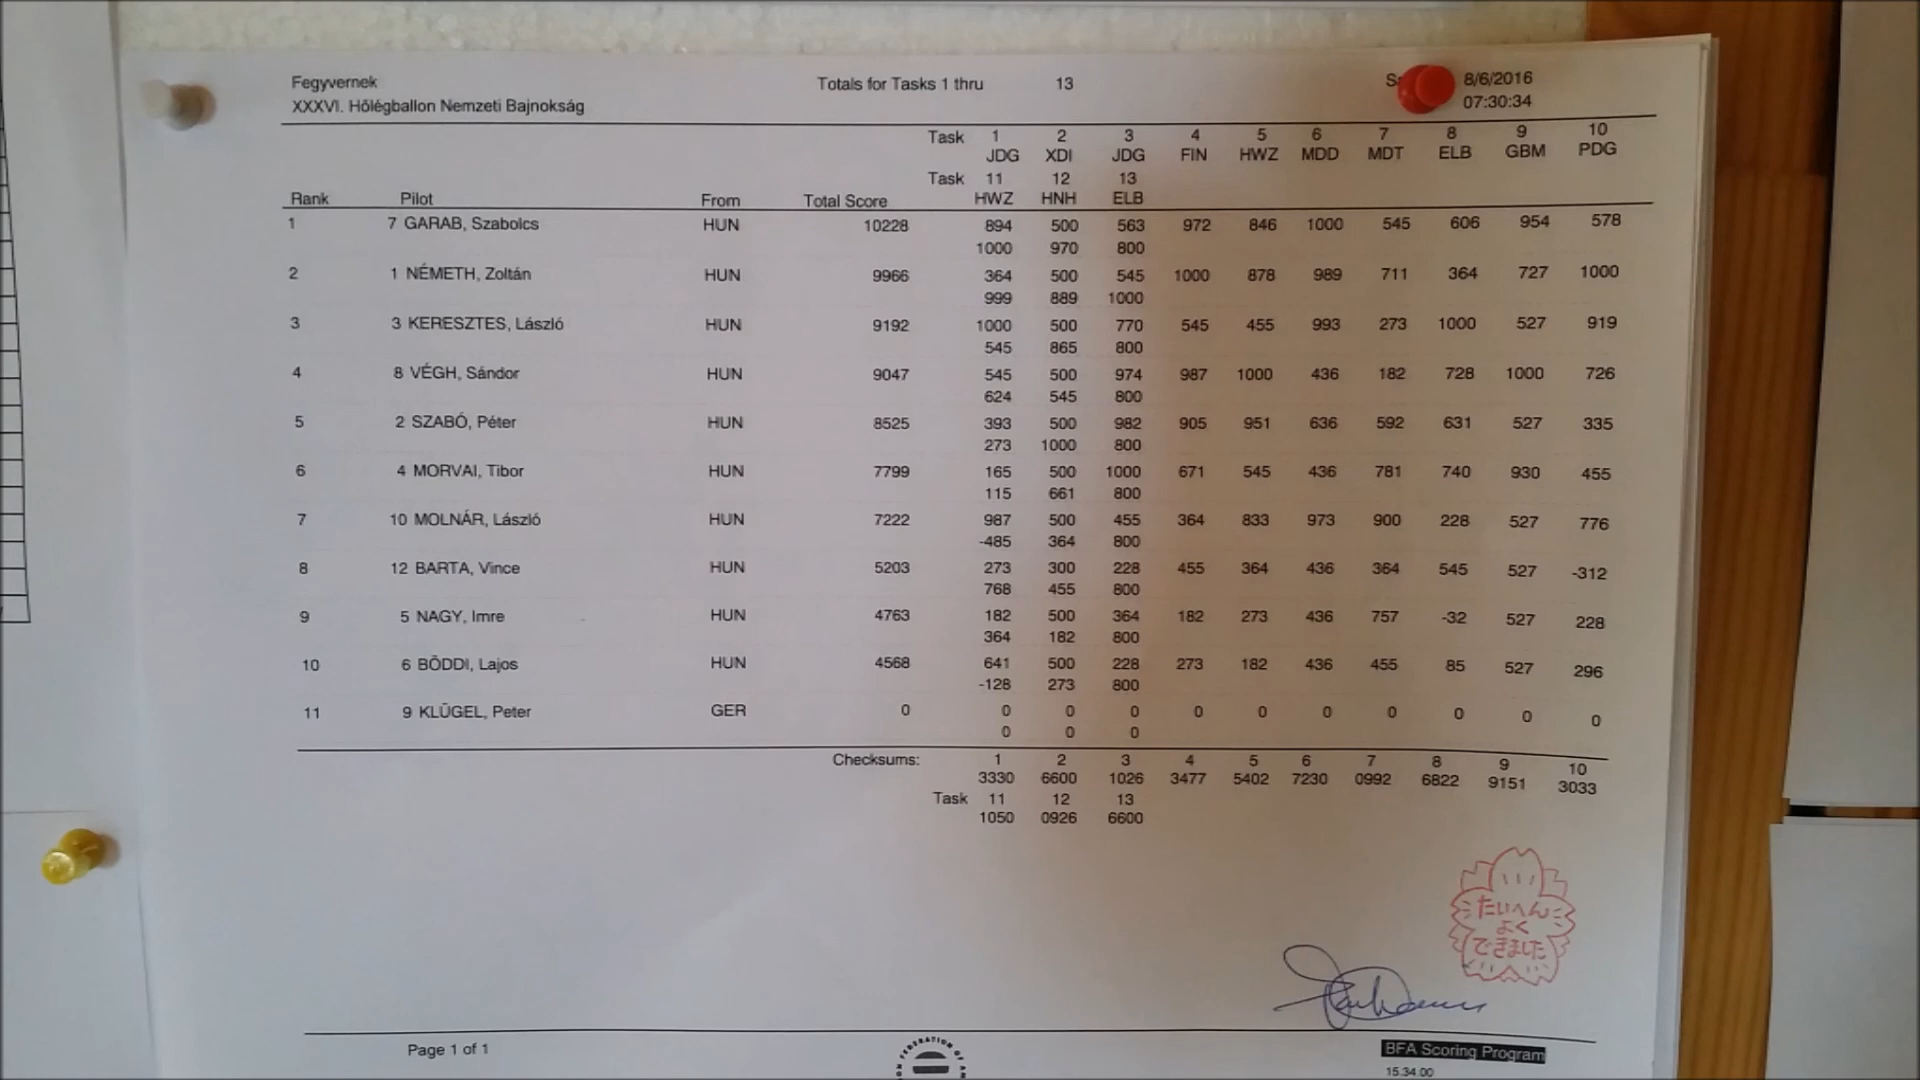 Fegyvernek Totals for Tasks 1 thru 13 8/6/2016
XXXVI. Hőlégballon Nemzeti Bajnokság 07:30:34
Task 1 2 3 4 5 6 7 8 9 10
JDG XDI JDG FIN HWZ MDD MDT ELB GBM PDG
Task 11 12 13
Rank Pilot From Total Score HWZ HNH ELB
1 7 GARAB, Szabolcs HUN 10228 894 500 563 972 846 1000 545 606 954 578
1000 970 800
2 1 NÉMETH, Zoltán HUN 9966 364 500 545 1000 878 989 711 364 727 1000
999 889 1000
3 3 KERESZTES, László HUN 9192 1000 500 770 545 455 993 273 1000 527 919
545 865 800
4 8 VÉGH, Sándor HUN 9047 545 500 974 987 1000 436 182 728 1000 726
624 545 800
5 2 SZABÓ, Péter HUN 8525 393 500 982 905 951 636 592 631 527 335
273 1000 800
6 4 MORVAI, Tibor HUN 7799 165 500 1000 671 545 436 781 740 930 455
115 661 800
7 10 MOLNÁR, László HUN 7222 987 500 455 364 833 973 900 228 527 776
-485 364 800
8 12 BARTA, Vince HUN 5203 273 300 228 455 364 436 364 545 527 -312
768 455 800
9 5 NAGY, Imre HUN 4763 182 500 364 182 273 436 757 -32 527 228
364 182 800
10 6 BŐDDI, Lajos HUN 4568 641 500 228 273 182 436 455 85 527 296
-128 273 800
11 9 KLÜGEL, Peter GER 0 0 0 0 0 0 0 0 0 0 0
0 0 0
Checksums: 1 2 3 4 5 6 7 8 9 10
3330 6600 1026 3477 5402 7230 0992 6822 9151 3033
Task 11 12 13
1050 0926 6600
たいへん
よく
できました
Page 1 of 1 BFA Scoring Program
FEDERATION OF
15.34.00